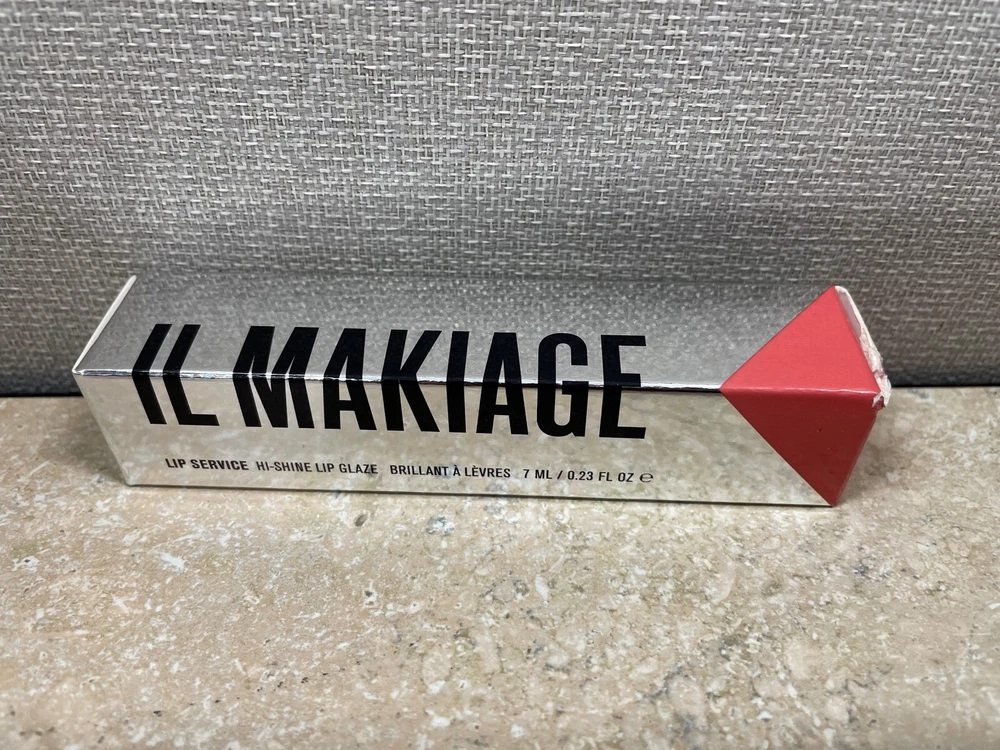 IL MAKIAGE
LIP SERVICE HI-SHINE LIP GLAZE BRILLANT À LÈVRES 7 ML / 0.23 FL OZ ℮